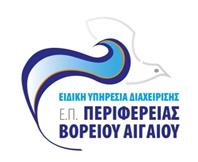 ΕΙΔΙΚΗ ΥΠΗΡΕΣΙΑ ΔΙΑΧΕΙΡΙΣΗΣ
Ε.Π. ΠΕΡΙΦΕΡΕΙΑΣ
ΒΟΡΕΙΟΥ ΑΙΓΑΙΟΥ